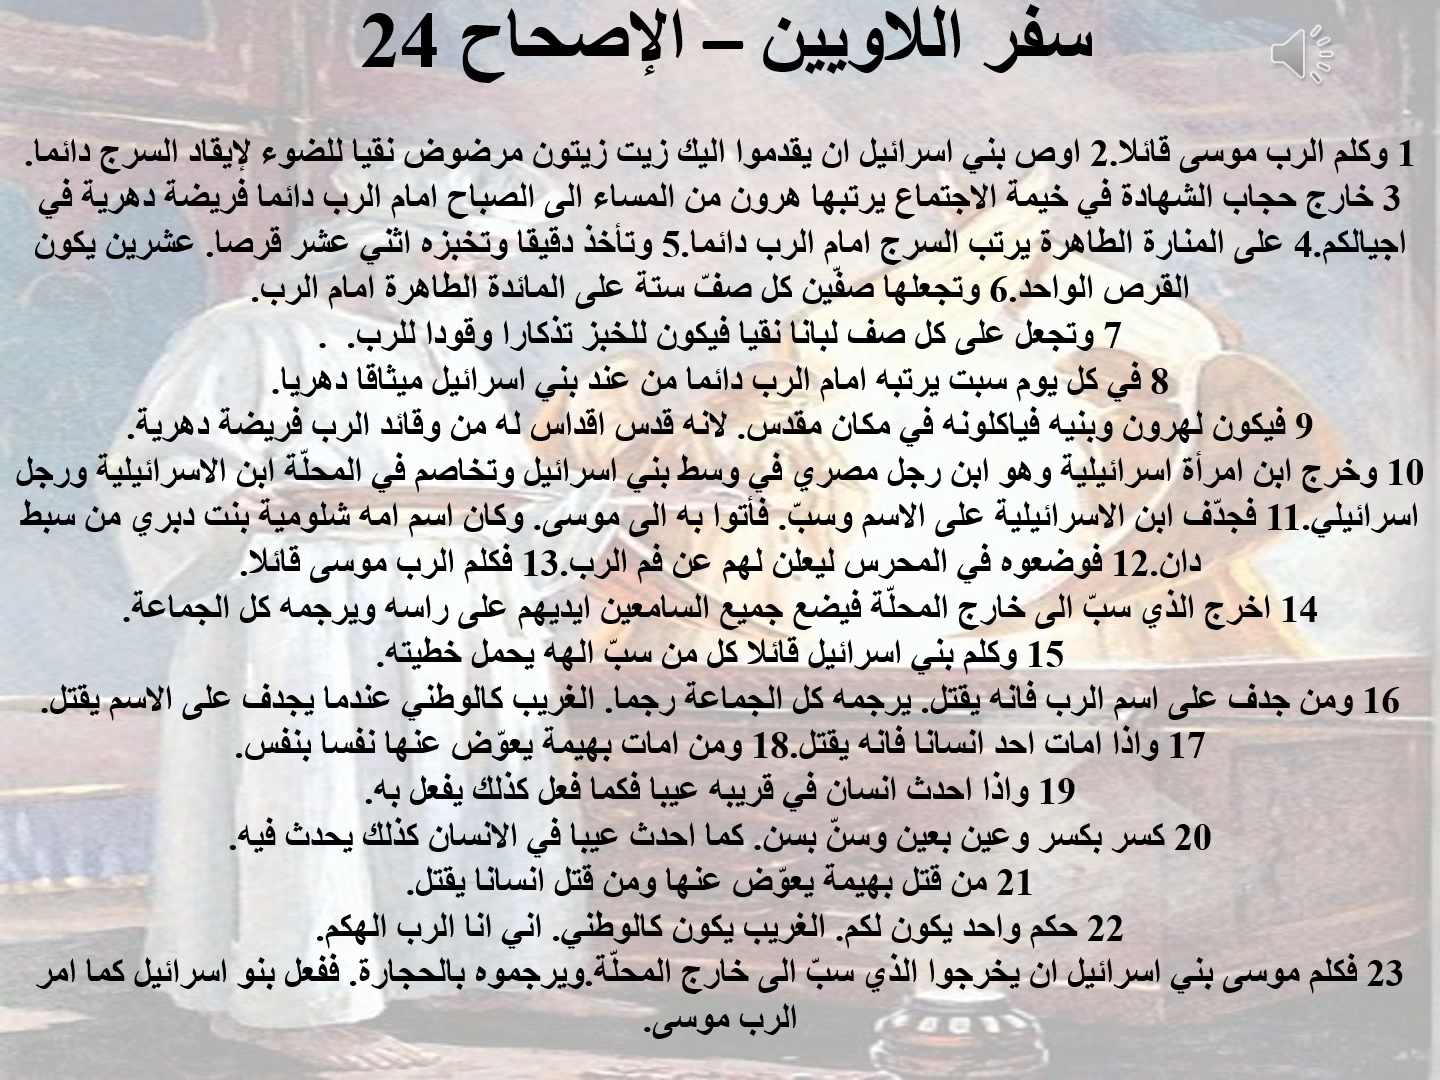 سفر اللاويين – الإصحاح 24
1 وكلم الرب موسى قائلا.2 اوص بني اسرائيل ان يقدموا اليك زيت زيتون مرضوض نقيا للضوء لإيقاد السرج دائما.
3 خارج حجاب الشهادة في خيمة الاجتماع يرتبها هرون من المساء الى الصباح امام الرب دائما فريضة دهرية في
اجيالكم.4 على المنارة الطاهرة يرتب السرج امام الرب دائما.5 وتأخذ دقيقا وتخبزه اثني عشر قرصا. عشرين يكون
القرص الواحد.6 وتجعلها صفّين كل صفّ ستة على المائدة الطاهرة امام الرب.
7 وتجعل على كل صف لبانا نقيا فيكون للخبز تذكارا وقودا للرب. .
8 في كل يوم سبت يرتبه امام الرب دائما من عند بني اسرائيل ميثاقا دهريا.
9 فيكون لهرون وبنيه فياكلونه في مكان مقدس. لانه قدس اقداس له من وقائد الرب فريضة دهرية.
10 وخرج ابن امرأة اسرائيلية وهو ابن رجل مصري في وسط بني اسرائيل وتخاصم في المحلّة ابن الاسرائيلية ورجل
اسرائيلي.11 فجدّف ابن الاسرائيلية على الاسم وسبّ. فأتوا به الى موسى. وكان اسم امه شلومية بنت دبري من سبط
دان.12 فوضعوه في المحرس ليعلن لهم عن فم الرب.13 فكلم الرب موسى قائلا.
14 اخرج الذي سبّ الى خارج المحلّة فيضع جميع السامعين ايديهم على راسه ويرجمه كل الجماعة.
15 وكلم بني اسرائيل قائلا كل من سبّ الهه يحمل خطيته.
16 ومن جدف على اسم الرب فانه يقتل. يرجمه كل الجماعة رجما. الغريب كالوطني عندما يجدف على الاسم يقتل.
17 واذا امات احد انسانا فانه يقتل.18 ومن امات بهيمة يعوّض عنها نفسا بنفس.
19 واذا احدث انسان في قريبه عيبا فكما فعل كذلك يفعل به.
20 كسر بكسر وعين بعين وسنّ بسن. كما احدث عيبا في الانسان كذلك يحدث فيه.
21 من قتل بهيمة يعوّض عنها ومن قتل انسانا يقتل.
22 حكم واحد يكون لكم. الغريب يكون كالوطني. اني انا الرب الهكم.
23 فكلم موسى بني اسرائيل ان يخرجوا الذي سبّ الى خارج المحلّة.ويرجموه بالحجارة. ففعل بنو اسرائيل كما امر
الرب موسى.